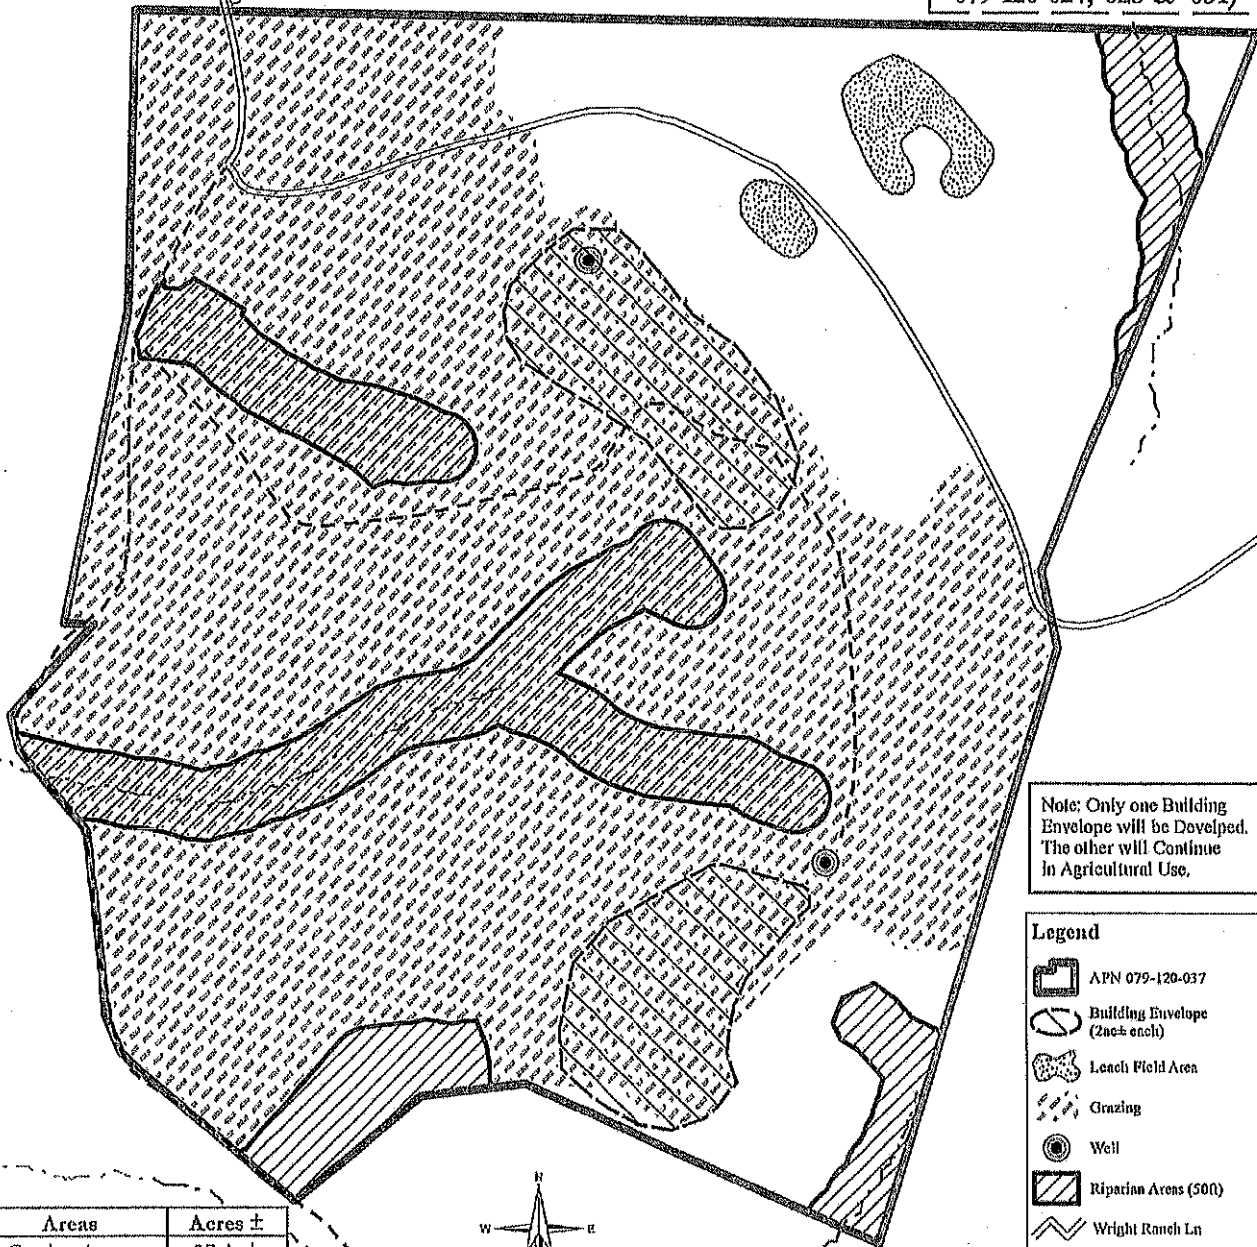 Note: Only one Building
Envelope will be Develped.
The other will Continue
in Agricultural Use.
Legend
APN 079-120-037
Building Envelope
(2ac± each)
Leach Field Area
Grazing
Well
Riparian Areas (50ft)
Wright Ranch Ln
N
W E
Areas Acres ±